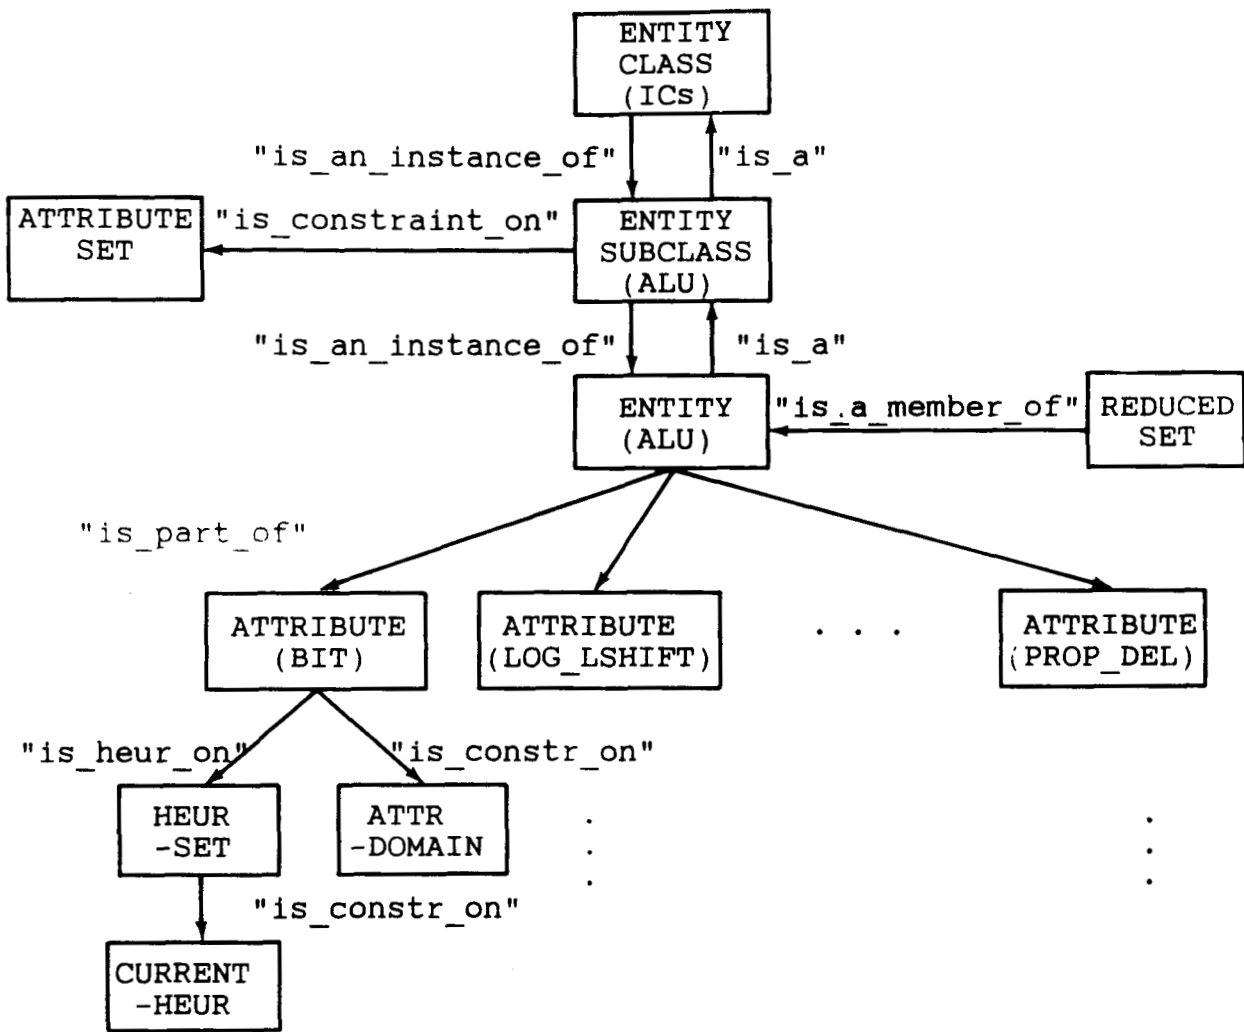 ENTITY
CLASS
(ICs)
"is_an_instance_of"
"is_a"
ATTRIBUTE
SET
"is_constraint_on"
ENTITY
SUBCLASS
(ALU)
"is_an_instance_of"
"is_a"
ENTITY
(ALU)
"is_a_member_of"
REDUCED
SET
"is_part_of"
ATTRIBUTE
(BIT)
ATTRIBUTE
(LOG_LSHIFT)
. . .
ATTRIBUTE
(PROP_DEL)
"is_heur_on"
"is_constr_on"
HEUR
-SET
ATTR
-DOMAIN
"is_constr_on"
CURRENT
-HEUR